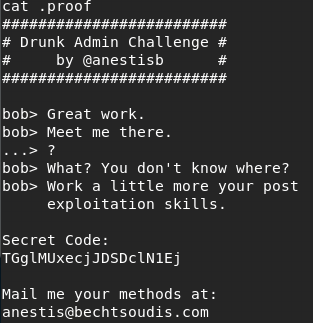 cat .proof
#########################
# Drunk Admin Challenge #
#     by @anestisb      #
#########################
bob> Great work.
bob> Meet me there.
...> ?
bob> What? You don't know where?
bob> Work a little more your post
     exploitation skills.
Secret Code:
TGglMUxecjJDSDclN1Ej
Mail me your methods at:
anestis@bechtsoudis.com